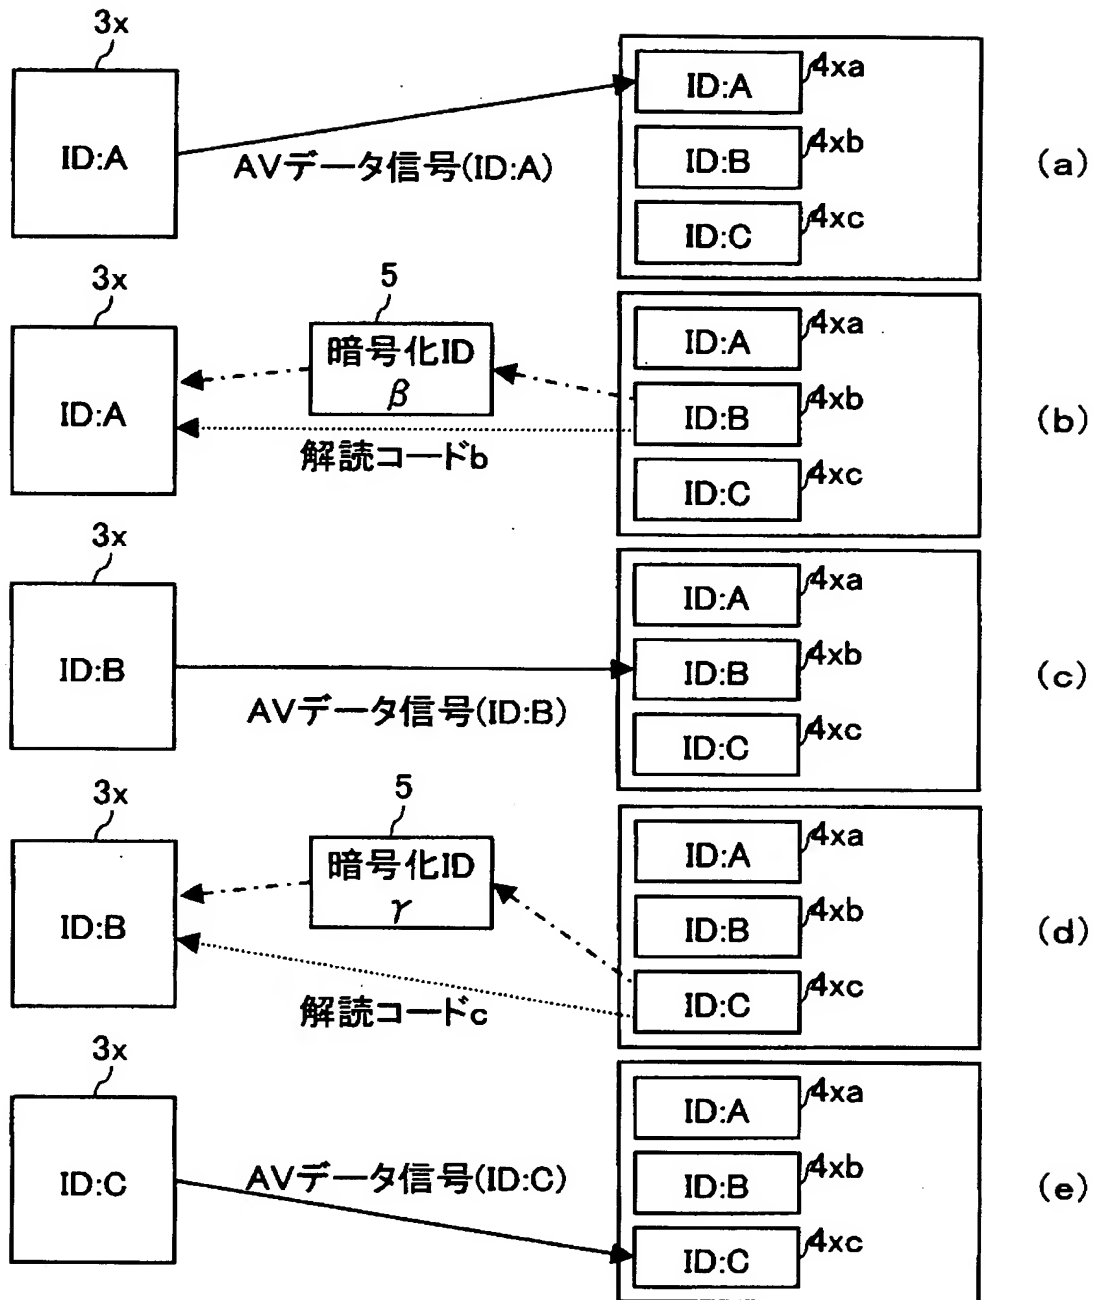 3x
ID:A
AVデータ信号(ID:A)
ID:A
4xa
ID:B
4xb
ID:C
4xc
(a)
3x
ID:A
5
暗号化ID
β
解読コードb
ID:A
4xa
ID:B
4xb
ID:C
4xc
(b)
3x
ID:B
AVデータ信号(ID:B)
ID:A
4xa
ID:B
4xb
ID:C
4xc
(c)
3x
ID:B
5
暗号化ID
γ
解読コードc
ID:A
4xa
ID:B
4xb
ID:C
4xc
(d)
3x
ID:C
AVデータ信号(ID:C)
ID:A
4xa
ID:B
4xb
ID:C
4xc
(e)